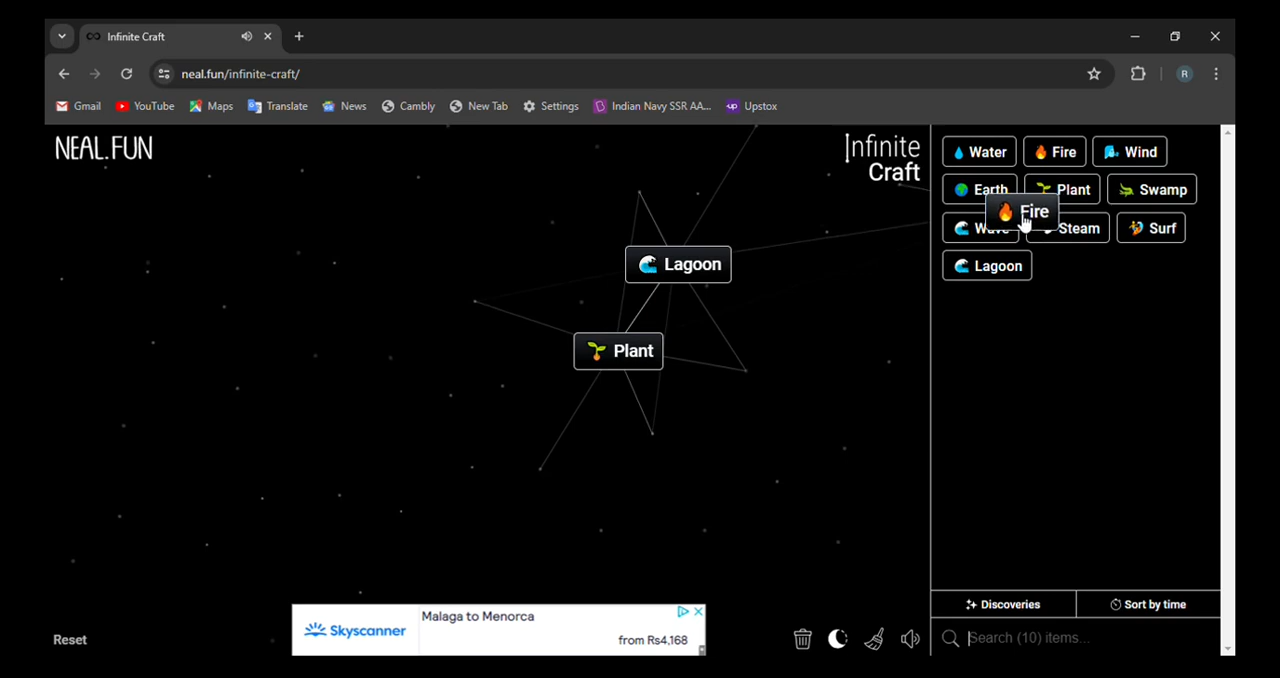 Infinite Craft
neal.fun/infinite-craft/
Gmail YouTube Maps Translate News Cambly New Tab Settings Indian Navy SSR AA... Upstox
NEAL.FUN
Infinite
Craft
Water Fire Wind
Earth Plant Swamp
Fire
Wave Steam Surf
Lagoon
Lagoon
Plant
Discoveries Sort by time
Search (10) items...
Reset
Skyscanner
Malaga to Menorca
from Rs4,168
R